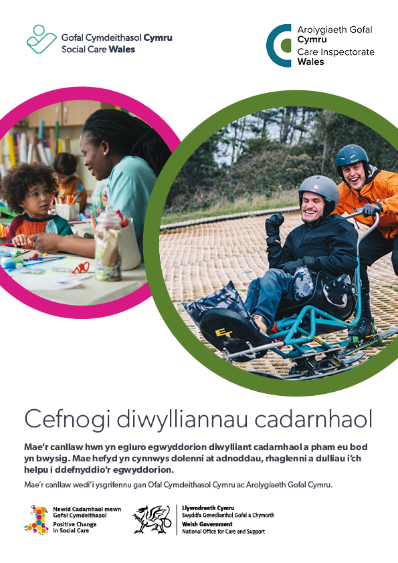 Gofal Cymdeithasol Cymru
Social Care Wales
Arolygiaeth Gofal
Cymru
Care Inspectorate
Wales
ET
Cefnogi diwylliannau cadarnhaol
Mae'r canllaw hwn yn egluro egwyddorion diwylliant cadarnhaol a pham eu bod
yn bwysig. Mae hefyd yn cynnwys dolenni at adnoddau, rhaglenni a dulliau i'ch
helpu i ddefnyddio'r egwyddorion.
Mae'r canllaw wedi'i ysgrifennu gan Ofal Cymdeithasol Cymru ac Arolygiaeth Gofal Cymru.
Newid Cadarnhaol mewn
Gofal Cymdeithasol
Positive Change
in Social Care
Llywodraeth Cymru
Swyddfa Genedlaethol Gofal a Chymorth
Welsh Government
National Office for Care and Support